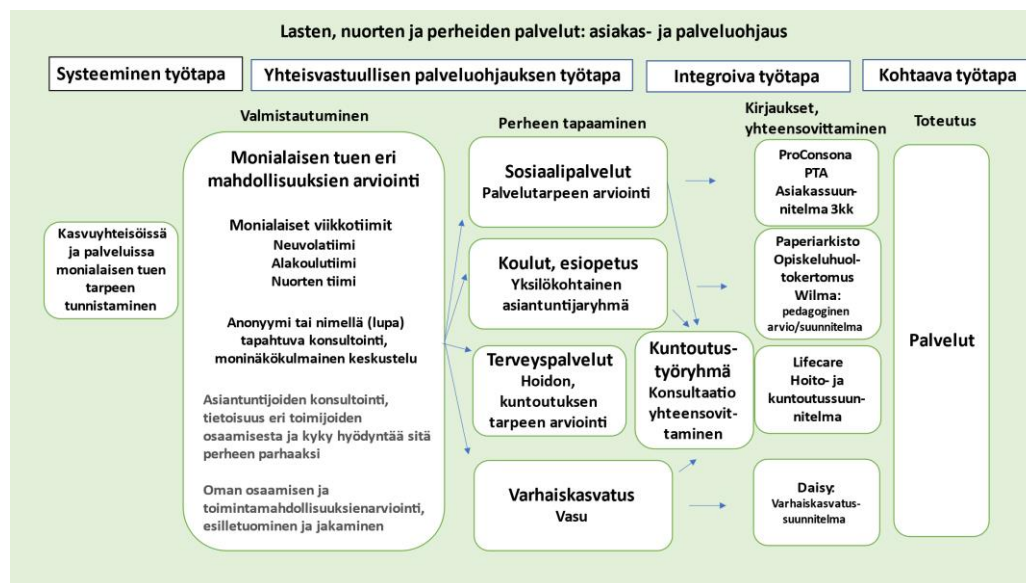 Lasten, nuorten ja perheiden palvelut: asiakas- ja palveluohjaus
Systeeminen työtapa
Yhteisvastuullisen palveluohjauksen työtapa
Integroiva työtapa
Kohtaava työtapa
Valmistautuminen
Perheen tapaaminen
Kirjaukset,
yhteensovittaminen
Toteutus
Kasvuyhteisöissä
ja palveluissa
monialaisen tuen
tarpeen
tunnistaminen
Monialaisen tuen eri
mahdollisuuksien arviointi
Monialaiset viikkotiimit
Neuvolatiimi
Alakoulutiimi
Nuorten tiimi
Anonyymi tai nimellä (lupa)
tapahtuva konsultointi,
moninäkökulmainen keskustelu
Asiantuntijoiden konsultointi,
tietoisuus eri toimijoiden
osaamisesta ja kyky hyödyntää sitä
perheen parhaaksi
Oman osaamisen ja
toimintamahdollisuuksienarviointi,
esilletuominen ja jakaminen
Sosiaalipalvelut
Palvelutarpeen arviointi
Koulut, esiopetus
Yksilökohtainen
asiantuntijaryhmä
Terveyspalvelut
Hoidon,
kuntoutuksen
tarpeen arviointi
Varhaiskasvatus
Vasu
Kuntoutus-
työryhmä
Konsultaatio
yhteensovit-
taminen
ProConsona
PTA
Asiakassuun-
nitelma 3kk
Paperiarkisto
Opiskeluhuol-
tokertomus
Wilma:
pedagoginen
arvio/suunnitelma
Lifecare
Hoito- ja
kuntoutussuun-
nitelma
Daisy:
Varhaiskasvatus-
suunnitelma
Palvelut